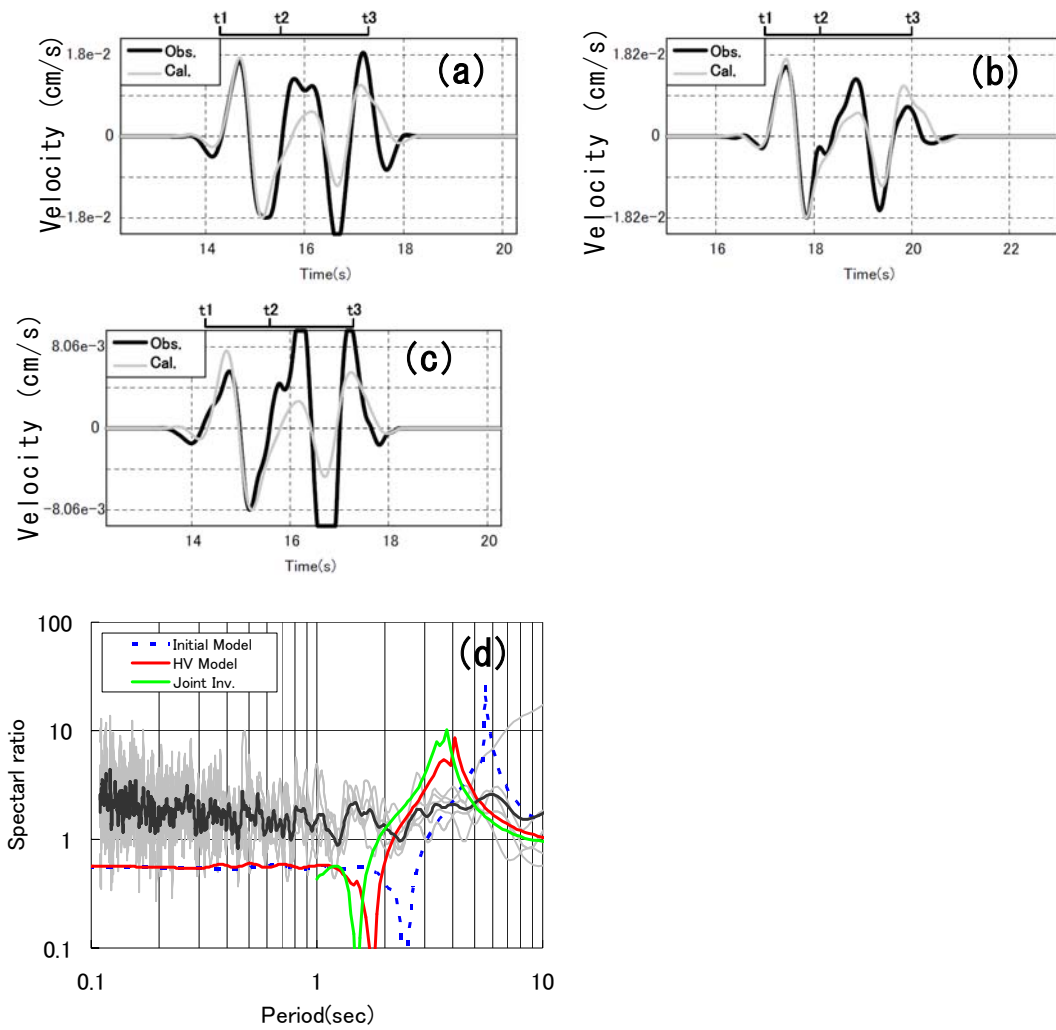 t1 t2 t3
1.8e-2
0
-1.8e-2
Velocity (cm/s)
Obs.
Cal.
(a)
14 16 18 20
Time(s)
t1 t2 t3
1.82e-2
0
-1.82e-2
Velocity (cm/s)
Obs.
Cal.
(b)
16 18 20 22
Time(s)
t1 t2 t3
8.06e-3
0
-8.06e-3
Velocity (cm/s)
Obs.
Cal.
(c)
14 16 18 20
Time(s)
100
10
1
0.1
Spectarl ratio
Initial Model
HV Model
Joint Inv.
(d)
0.1 1 10
Period(sec)